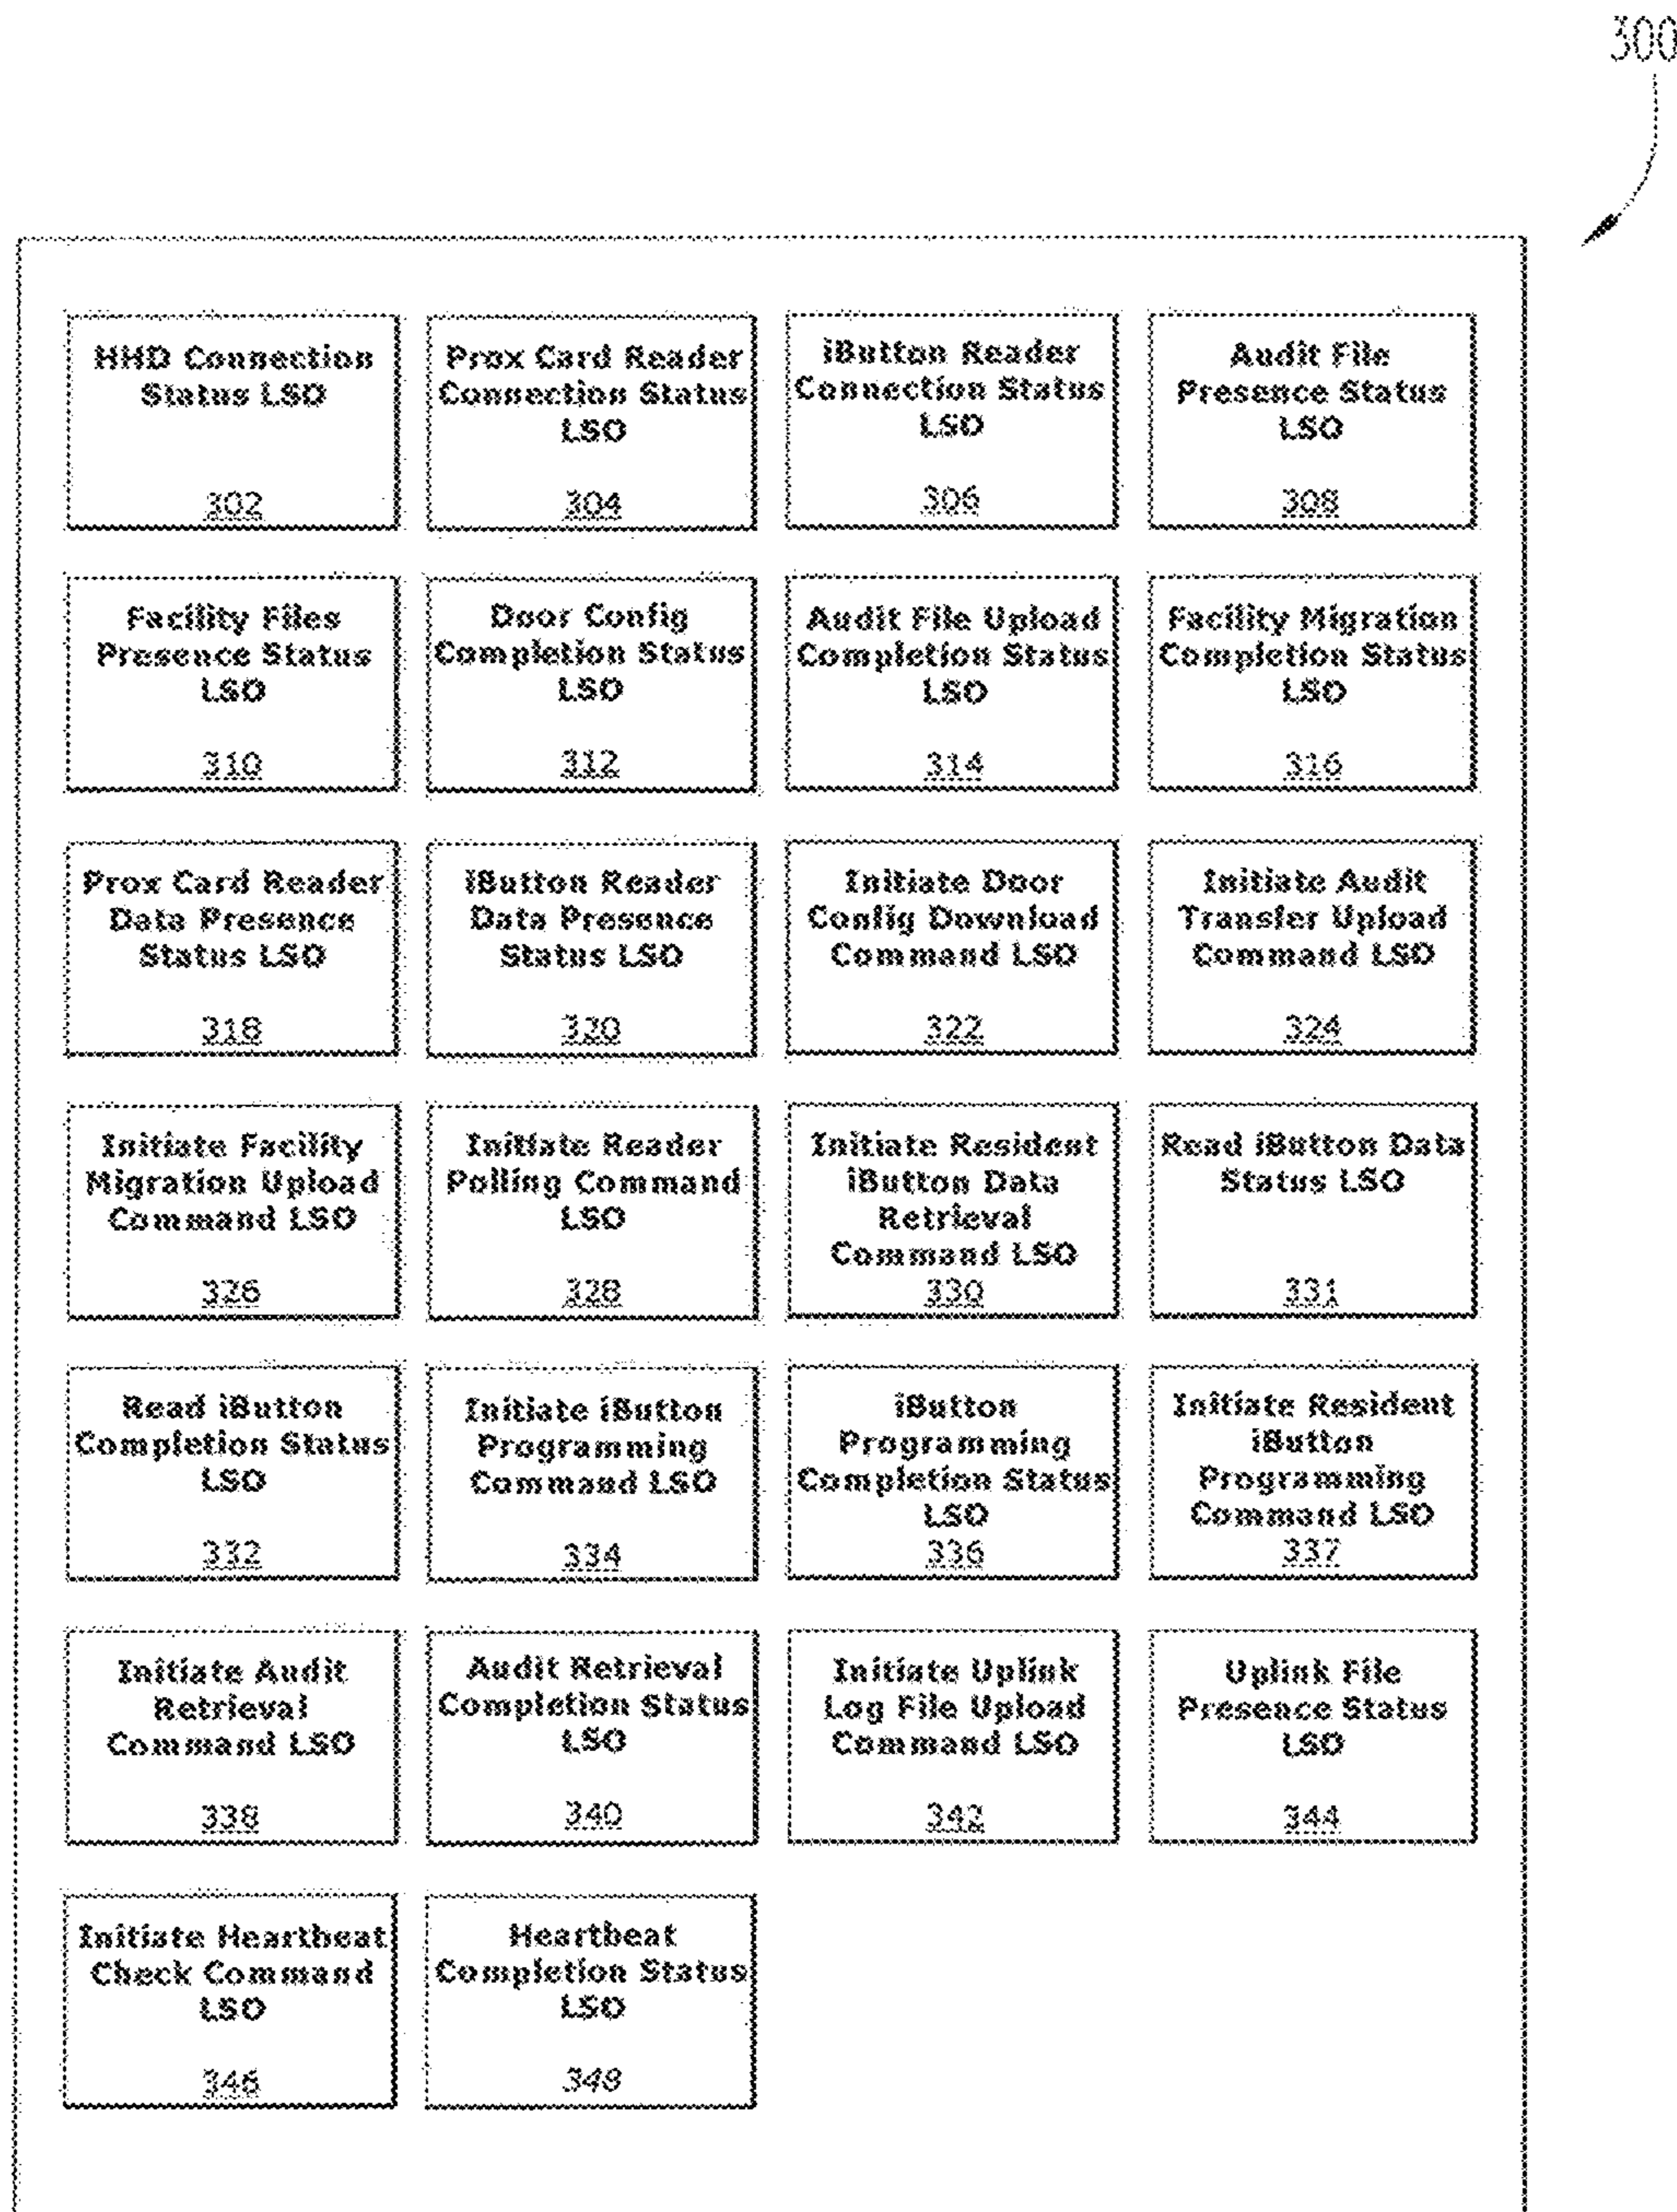 300
HHD Connection
Status LSO
302
Prox Card Reader
Connection Status
LSO
304
iButton Reader
Connection Status
LSO
306
Audit File
Presence Status
LSO
308
Facility Files
Presence Status
LSO
310
Door Config
Completion Status
LSO
312
Audit File Upload
Completion Status
LSO
314
Facility Migration
Completion Status
LSO
316
Prox Card Reader
Data Presence
Status LSO
318
iButton Reader
Data Presence
Status LSO
320
Initiate Door
Config Download
Command LSO
322
Initiate Audit
Transfer Upload
Command LSO
324
Initiate Facility
Migration Upload
Command LSO
326
Initiate Reader
Polling Command
LSO
328
Initiate Resident
iButton Data
Retrieval
Command LSO
330
Read iButton Data
Status LSO
331
Read iButton
Completion Status
LSO
332
Initiate iButton
Programming
Command LSO
334
iButton
Programming
Completion Status
LSO
336
Initiate Resident
iButton
Programming
Command LSO
337
Initiate Audit
Retrieval
Command LSO
338
Audit Retrieval
Completion Status
LSO
340
Initiate Uplink
Log File Upload
Command LSO
342
Uplink File
Presence Status
LSO
344
Initiate Heartbeat
Check Command
LSO
346
Heartbeat
Completion Status
LSO
348